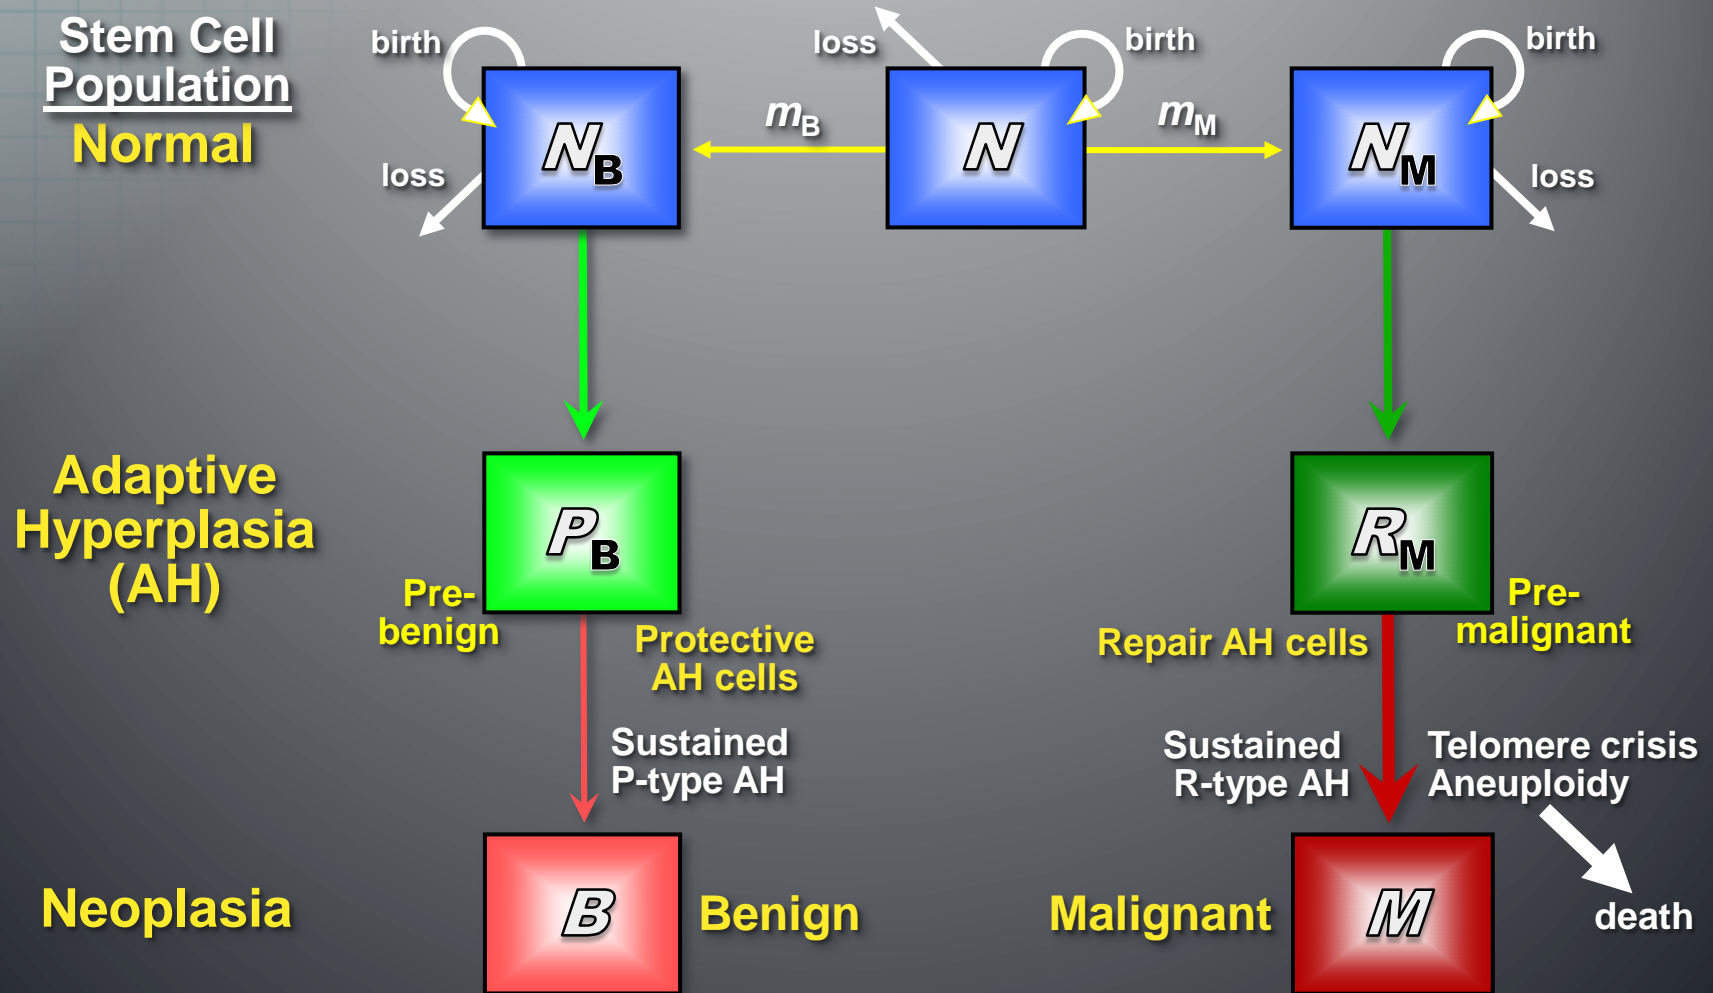 Stem Cell
Population
Normal
birth
loss
birth
birth
loss
loss
mB
mM
NB
N
NM
Adaptive
Hyperplasia
(AH)
PB
RM
Pre-
benign
Protective
AH cells
Repair AH cells
Pre-
malignant
Sustained
P-type AH
Sustained
R-type AH
Telomere crisis
Aneuploidy
Neoplasia
B
Benign
Malignant
M
death